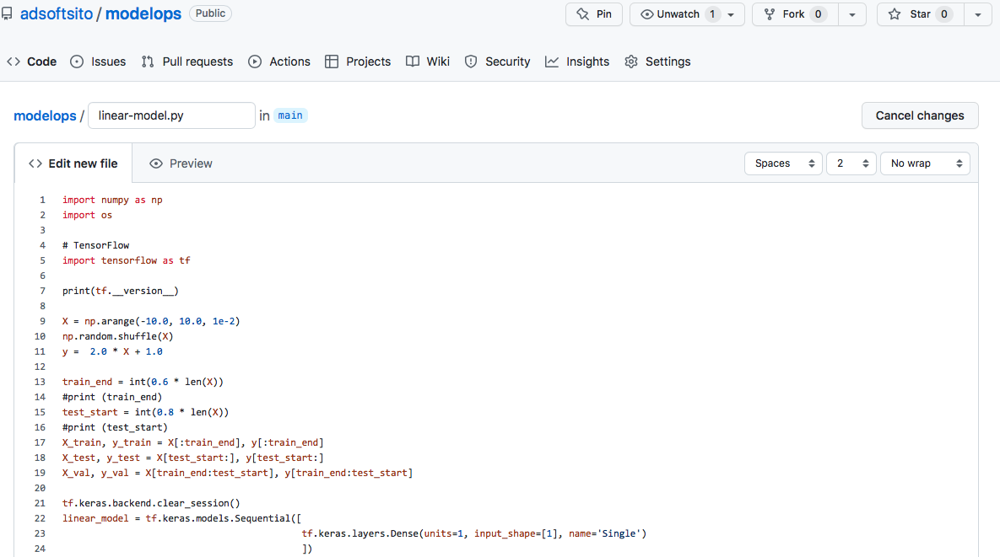 adsoftsito / modelops Public Pin Unwatch 1 Fork 0 Star 0
Code Issues Pull requests Actions Projects Wiki Security Insights Settings
modelops / linear-model.py in main Cancel changes
Edit new file Preview Spaces 2 No wrap
1 import numpy as np
2 import os
3
4 # TensorFlow
5 import tensorflow as tf
6
7 print(tf.__version__)
8
9 X = np.arange(-10.0, 10.0, 1e-2)
10 np.random.shuffle(X)
11 y =  2.0 * X + 1.0
12
13 train_end = int(0.6 * len(X))
14 #print (train_end)
15 test_start = int(0.8 * len(X))
16 #print (test_start)
17 X_train, y_train = X[:train_end], y[:train_end]
18 X_test, y_test = X[test_start:], y[test_start:]
19 X_val, y_val = X[train_end:test_start], y[train_end:test_start]
20
21 tf.keras.backend.clear_session()
22 linear_model = tf.keras.models.Sequential([
23 tf.keras.layers.Dense(units=1, input_shape=[1], name='Single')
24 ])